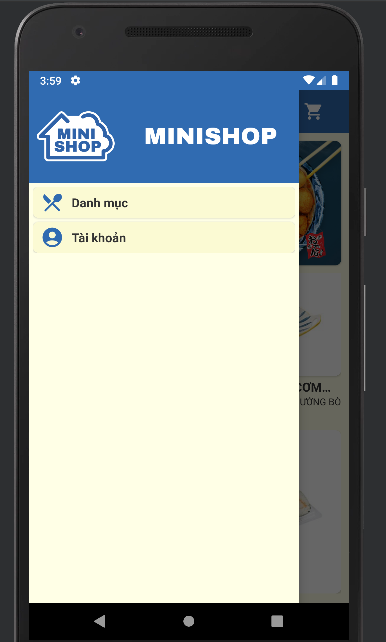 3:59
MINI
SHOP
MINISHOP
Danh mục
Tài khoản
CƠM...
ƯỜNG BÒ